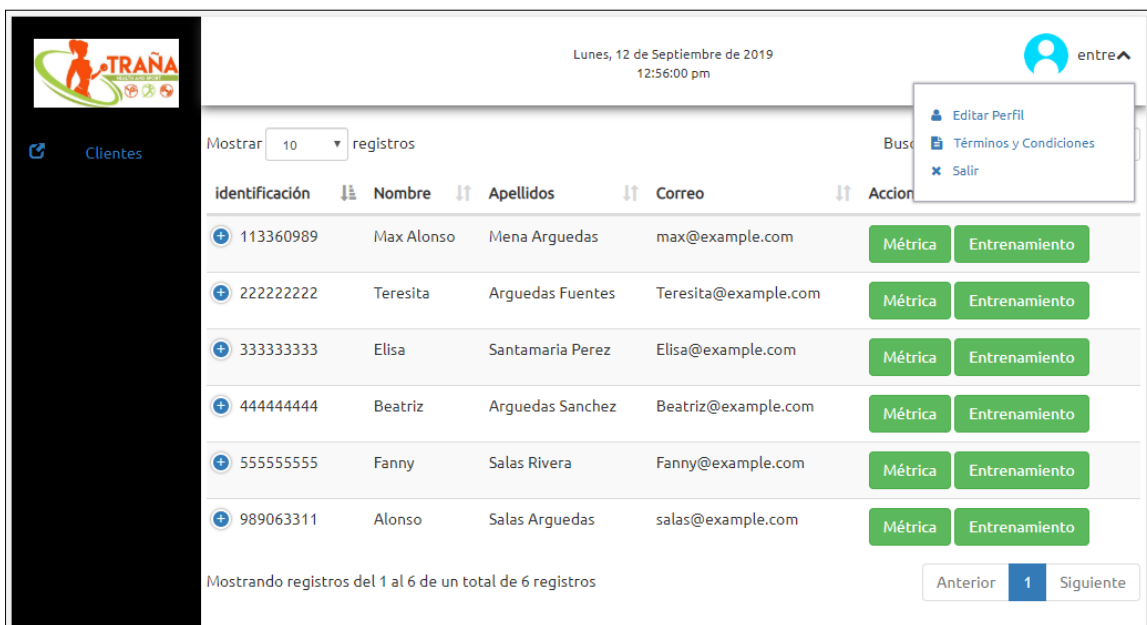 TRAÑA
HEALTH AND SPORT
Lunes, 12 de Septiembre de 2019
12:56:00 pm
entre
Editar Perfil
Términos y Condiciones
Salir
Clientes
Mostrar 10 registros
Busc
identificación Nombre Apellidos Correo Accion
113360989 Max Alonso Mena Arguedas max@example.com Métrica Entrenamiento
222222222 Teresita Arguedas Fuentes Teresita@example.com Métrica Entrenamiento
333333333 Elisa Santamaria Perez Elisa@example.com Métrica Entrenamiento
444444444 Beatriz Arguedas Sanchez Beatriz@example.com Métrica Entrenamiento
555555555 Fanny Salas Rivera Fanny@example.com Métrica Entrenamiento
989063311 Alonso Salas Arguedas salas@example.com Métrica Entrenamiento
Mostrando registros del 1 al 6 de un total de 6 registros
Anterior 1 Siguiente